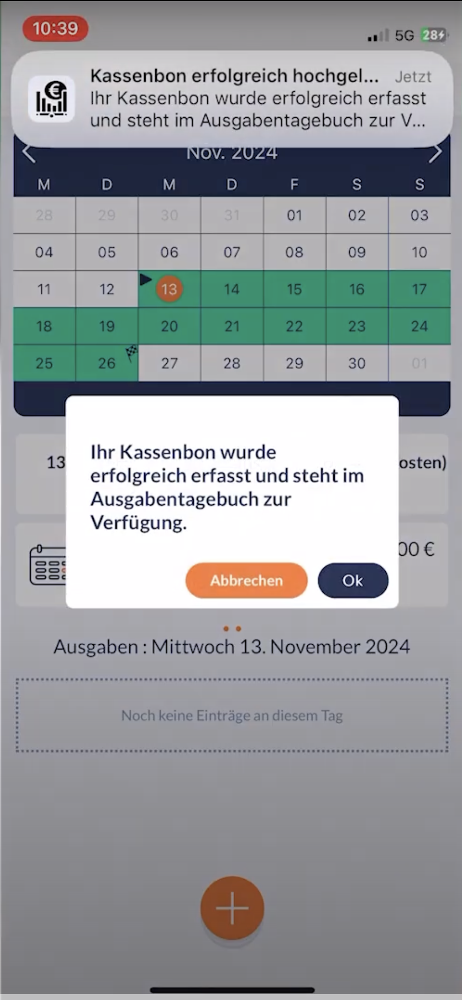 10:39
5G 28
Kassenbon erfolgreich hochgel... Jetzt
Ihr Kassenbon wurde erfolgreich erfasst
und steht im Ausgabentagebuch zur V...
Nov. 2024
M D M D F S S
28 29 30 31 01 02 03
04 05 06 07 08 09 10
11 12 13 14 15 16 17
18 19 20 21 22 23 24
25 26 27 28 29 30 01
Ihr Kassenbon wurde
13 osten)
erfolgreich erfasst und steht im
Ausgabentagebuch zur
Verfügung.
00 €
Abbrechen Ok
Ausgaben : Mittwoch 13. November 2024
Noch keine Einträge an diesem Tag